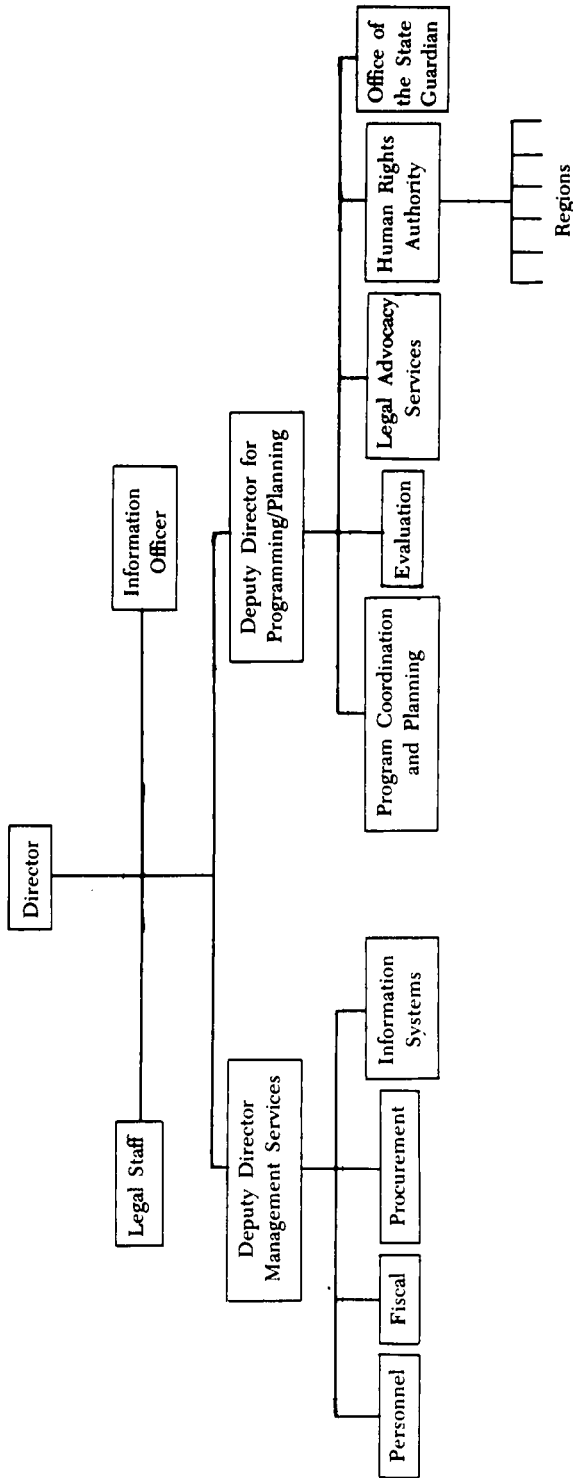 Director
Legal Staff
Information
Officer
Deputy Director
Management Services
Deputy Director for
Programming/Planning
Personnel
Fiscal
Procurement
Information
Systems
Program Coordination
and Planning
Evaluation
Legal Advocacy
Services
Human Rights
Authority
Office of
the State
Guardian
Regions